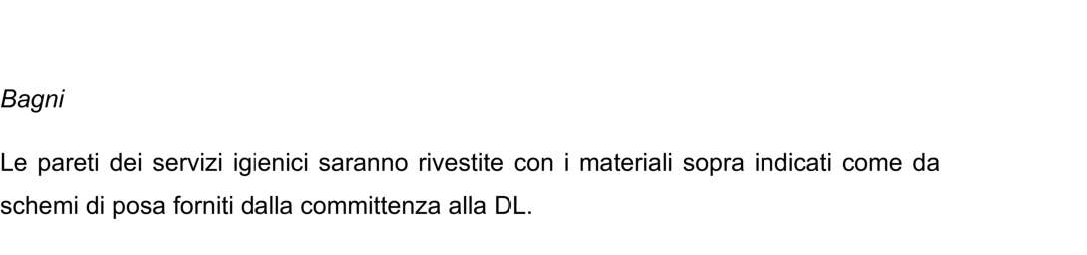 Bagni
Le pareti dei servizi igienici saranno rivestite con i materiali sopra indicati come da
schemi di posa forniti dalla committenza alla DL.